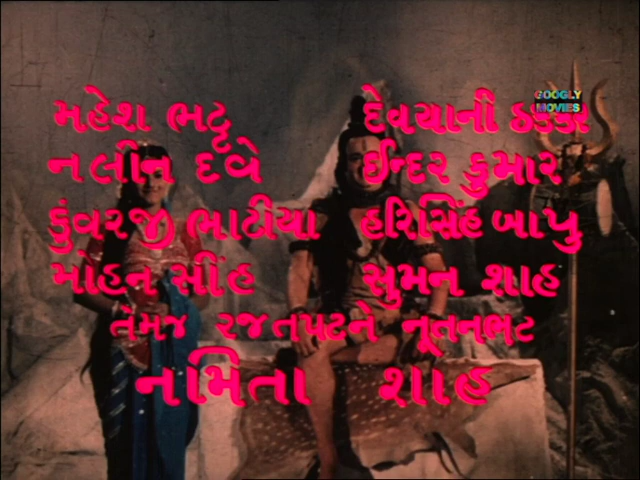 GOOGLY
MOVIES
મહેશ ભટ્ટ દેવયાની ઠક્કર
નલીન દવે ઈન્દર કુમાર
કુંવરજી ભાટીયા હરિસિંહ બાપુ
મોહન સીંહ સુમન શાહ
તેમજ રજતપટને નૂતનભેટ
નમિતા શાહ